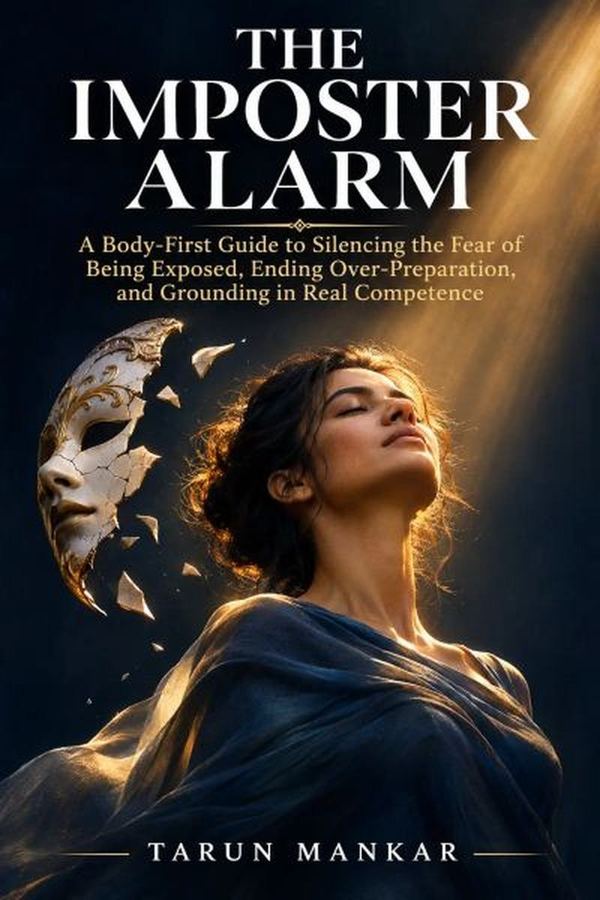 THE
IMPOSTER
ALARM
A Body-First Guide to Silencing the Fear of
Being Exposed, Ending Over-Preparation,
and Grounding in Real Competence
TARUN MANKAR